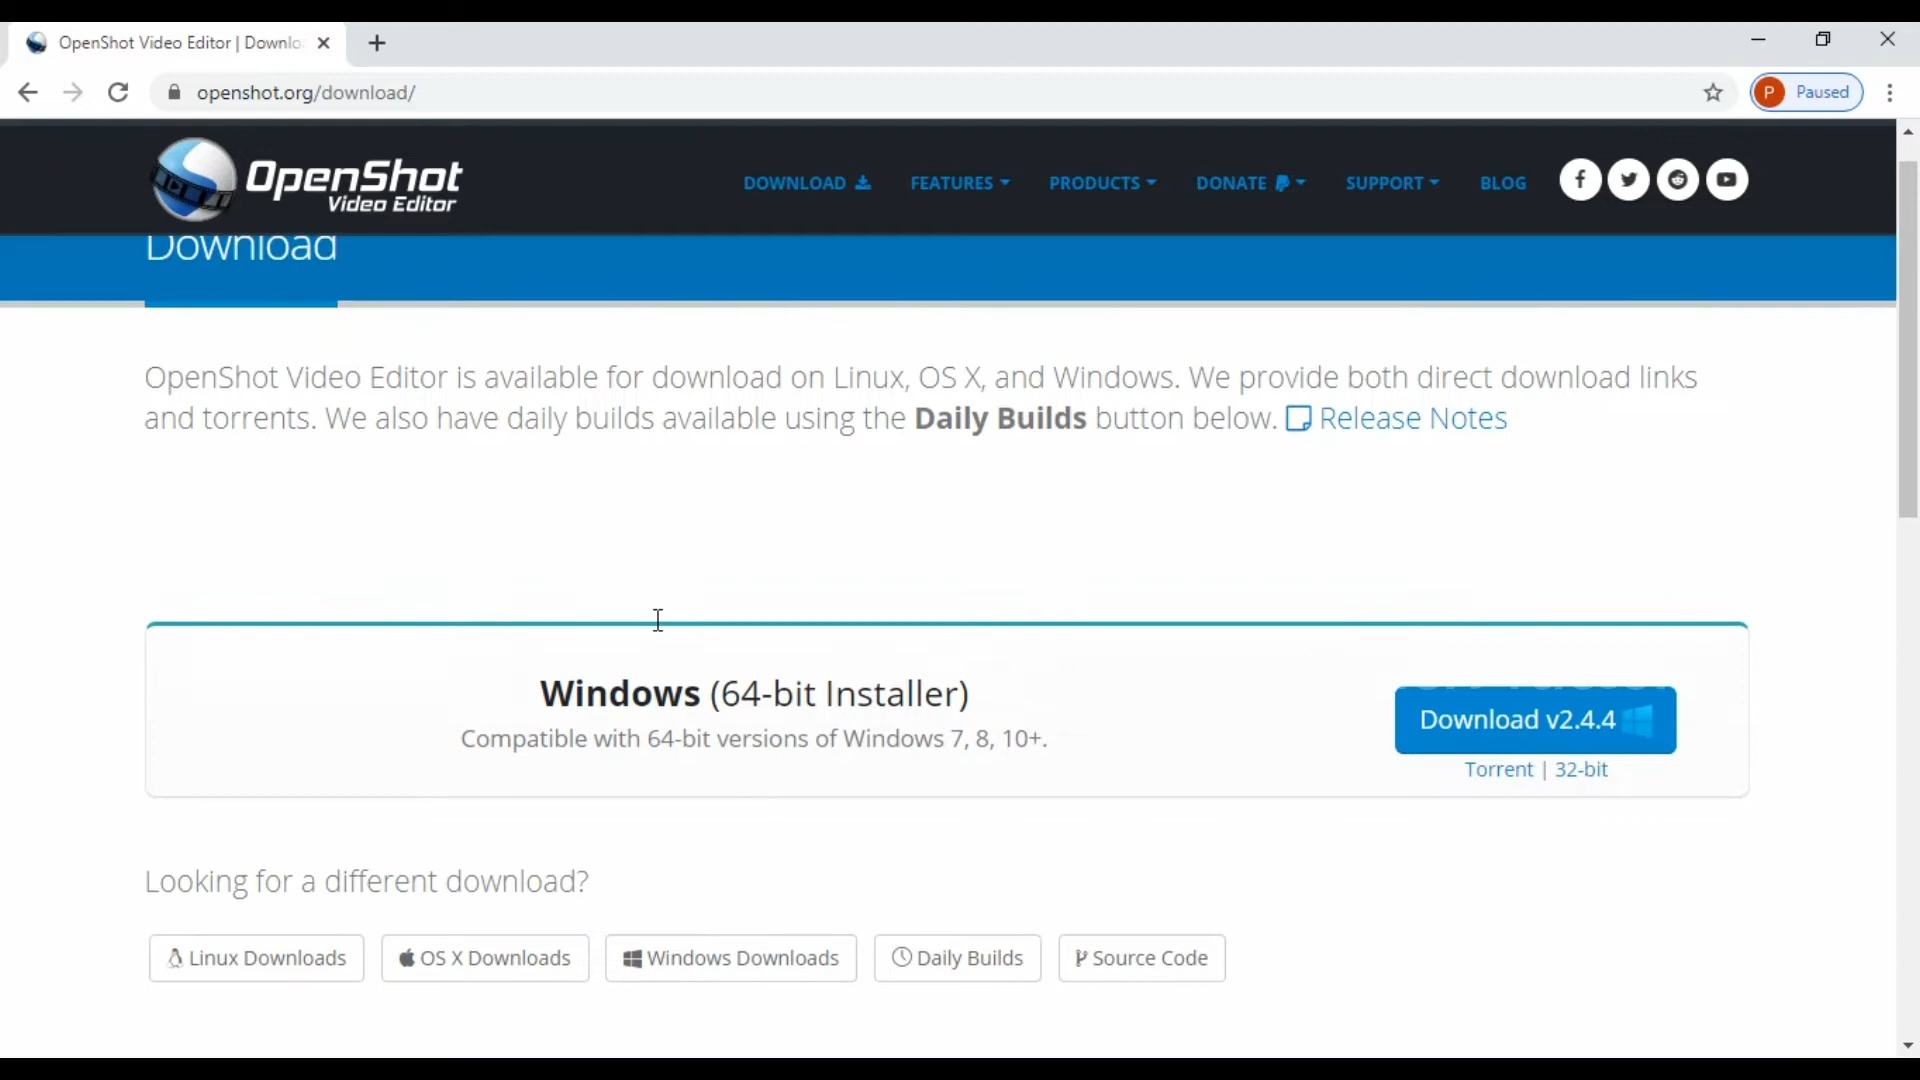 OpenShot Video Editor | Downlo
openshot.org/download/
P Paused
OpenShot
Video Editor
DOWNLOAD FEATURES PRODUCTS DONATE SUPPORT BLOG
Download
OpenShot Video Editor is available for download on Linux, OS X, and Windows. We provide both direct download links
and torrents. We also have daily builds available using the Daily Builds button below. Release Notes
Windows (64-bit Installer)
Compatible with 64-bit versions of Windows 7, 8, 10+.
Download v2.4.4
Torrent | 32-bit
Looking for a different download?
Linux Downloads OS X Downloads Windows Downloads Daily Builds Source Code